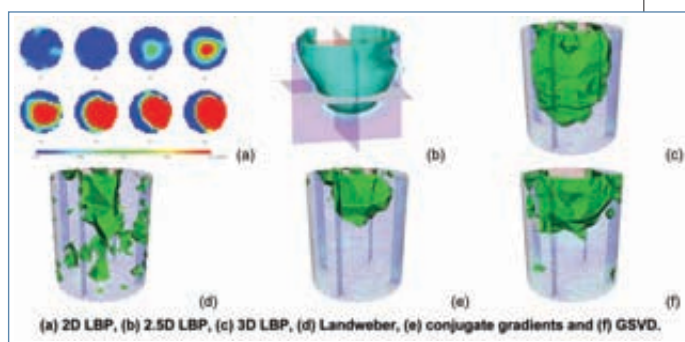 (a)
(b)
(c)
(d)
(e)
(f)
(a) 2D LBP, (b) 2.5D LBP, (c) 3D LBP, (d) Landweber, (e) conjugate gradients and (f) GSVD.